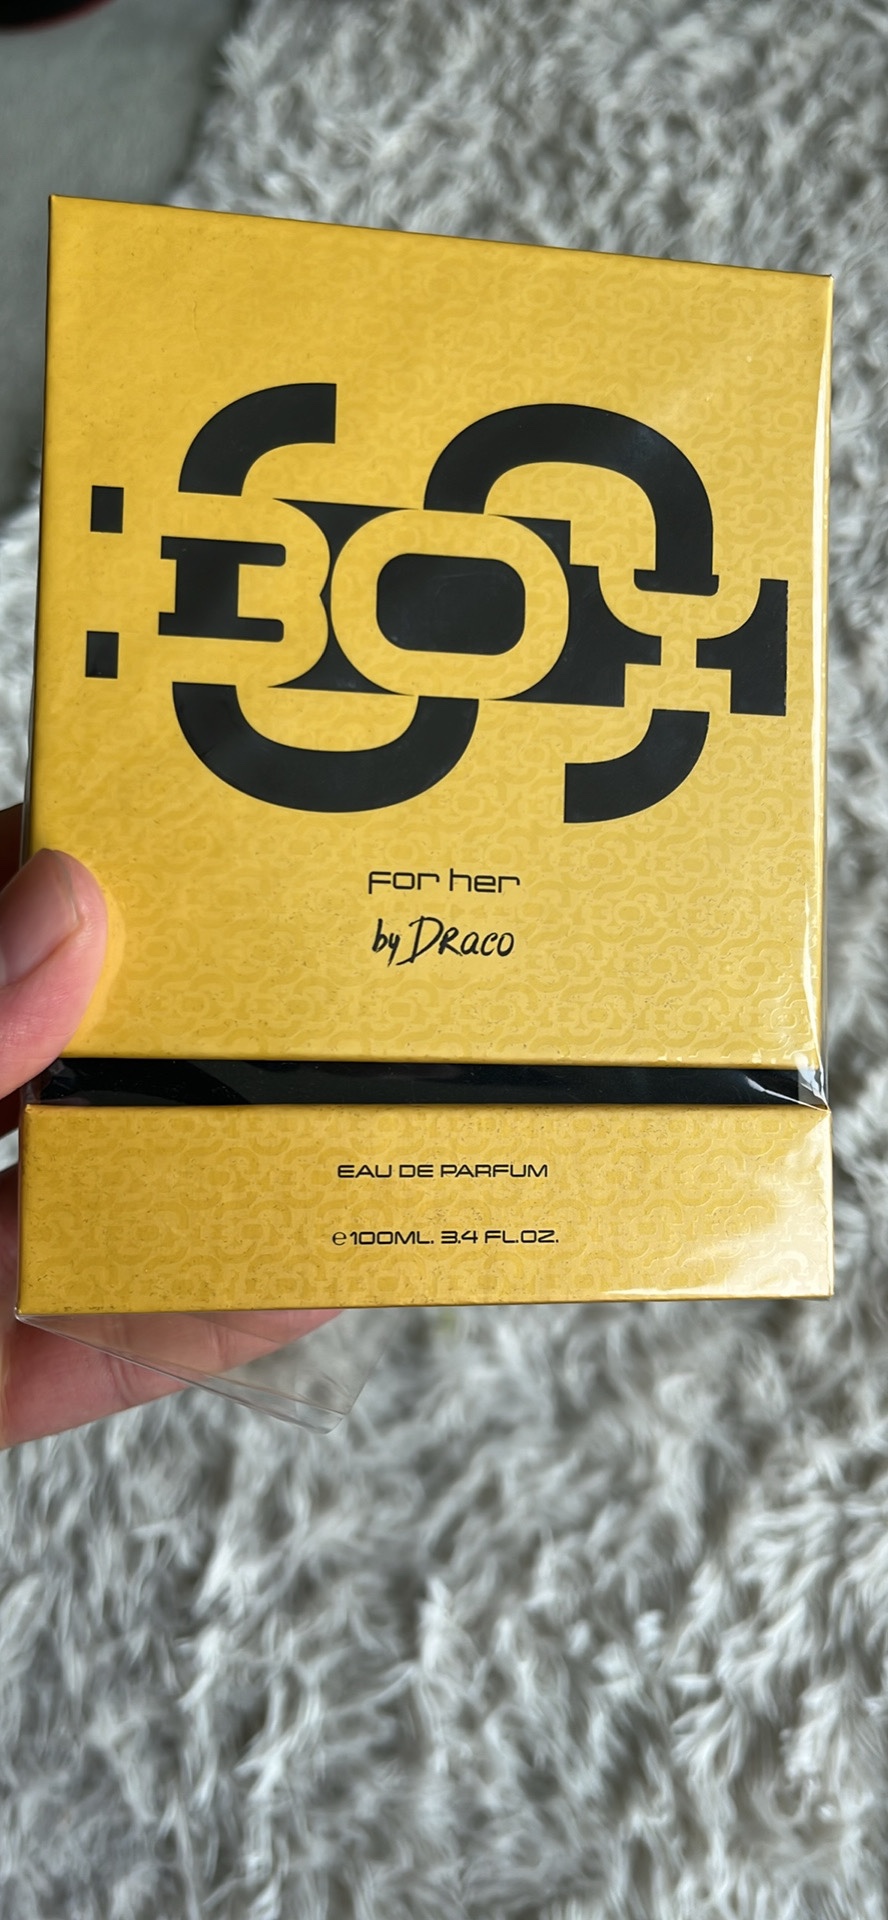 BOY
For her
by DRaco
EAU DE PARFUM
e100ML. 3.4 FL.OZ.